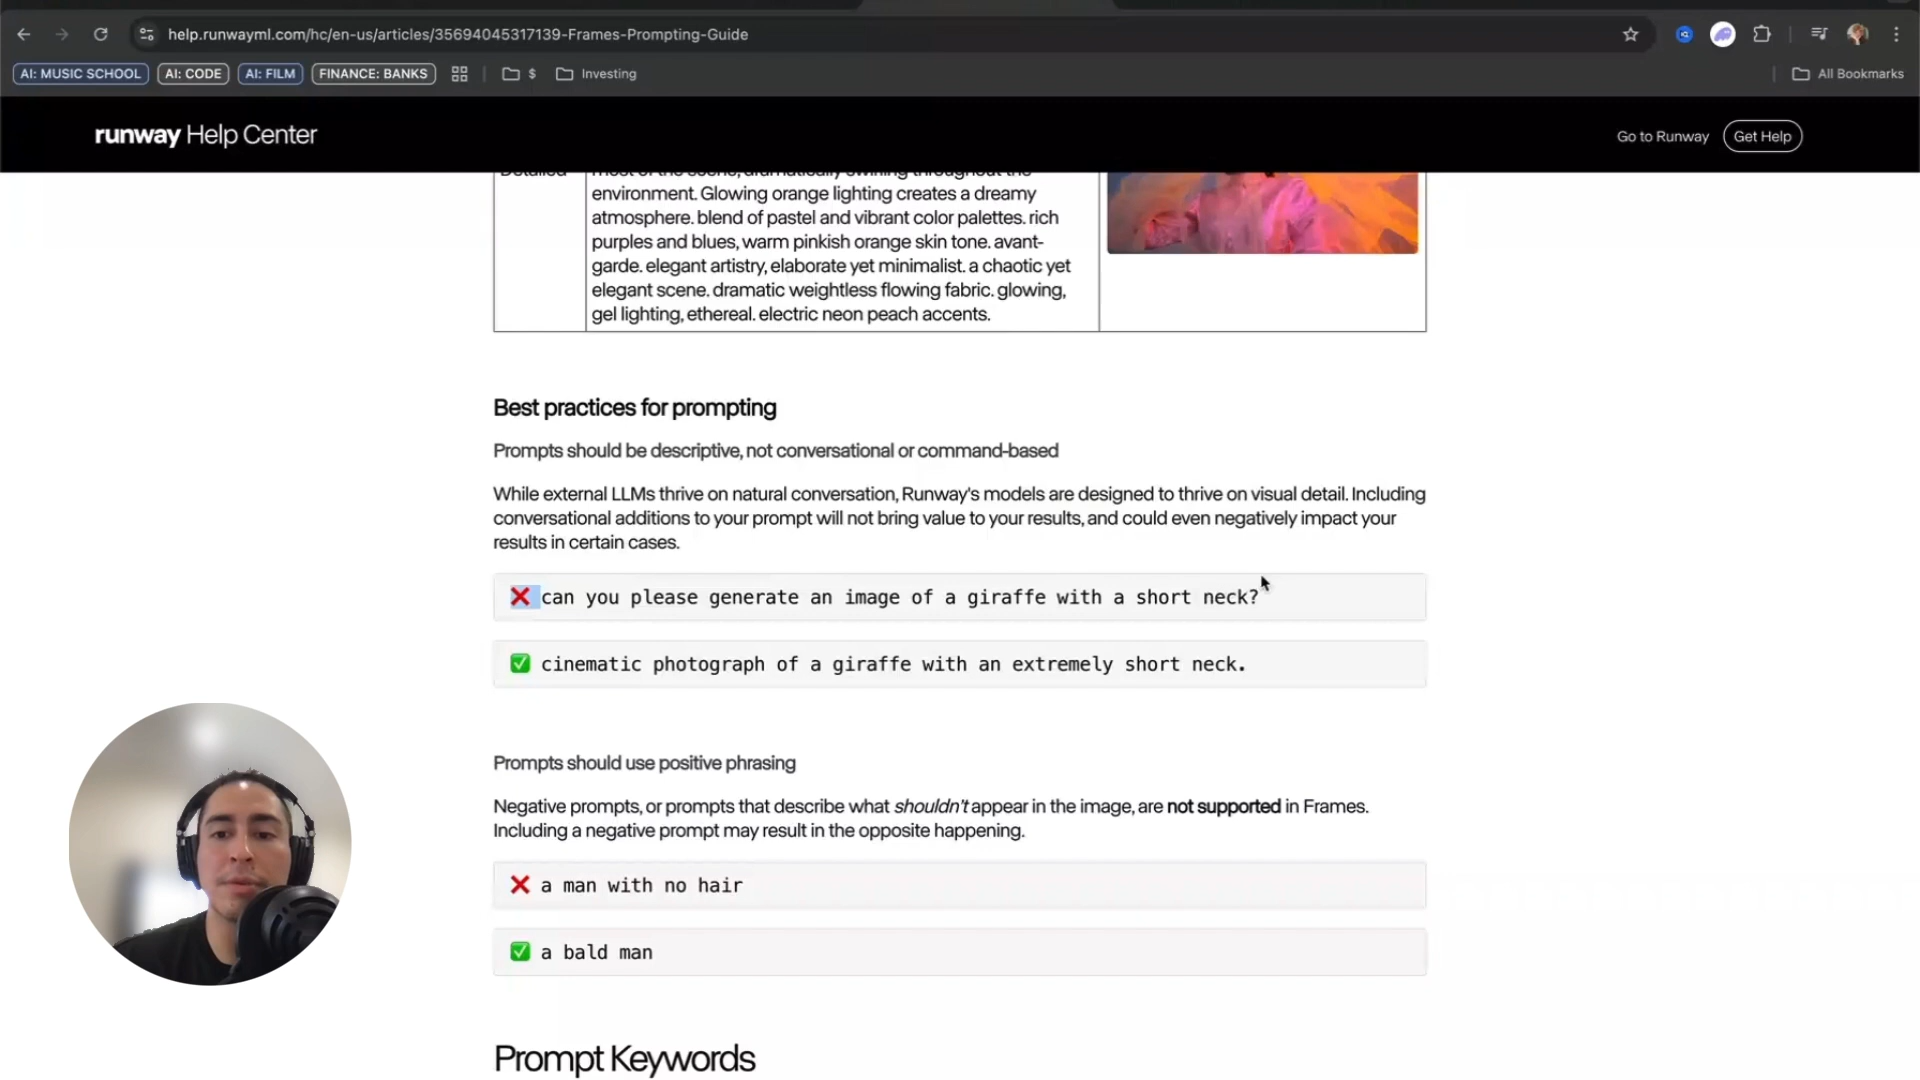 help.runwayml.com/hc/en-us/articles/35694045317139-Frames-Prompting-Guide
AI: MUSIC SCHOOL AI: CODE AI: FILM FINANCE: BANKS $ Investing All Bookmarks
runway Help Center Go to Runway Get Help
environment. Glowing orange lighting creates a dreamy
atmosphere. blend of pastel and vibrant color palettes. rich
purples and blues, warm pinkish orange skin tone. avant-
garde. elegant artistry, elaborate yet minimalist. a chaotic yet
elegant scene. dramatic weightless flowing fabric. glowing,
gel lighting, ethereal. electric neon peach accents.
Best practices for prompting
Prompts should be descriptive, not conversational or command-based
While external LLMs thrive on natural conversation, Runway's models are designed to thrive on visual detail. Including
conversational additions to your prompt will not bring value to your results, and could even negatively impact your
results in certain cases.
❌ can you please generate an image of a giraffe with a short neck?
✅ cinematic photograph of a giraffe with an extremely short neck.
Prompts should use positive phrasing
Negative prompts, or prompts that describe what shouldn't appear in the image, are not supported in Frames.
Including a negative prompt may result in the opposite happening.
❌ a man with no hair
✅ a bald man
Prompt Keywords